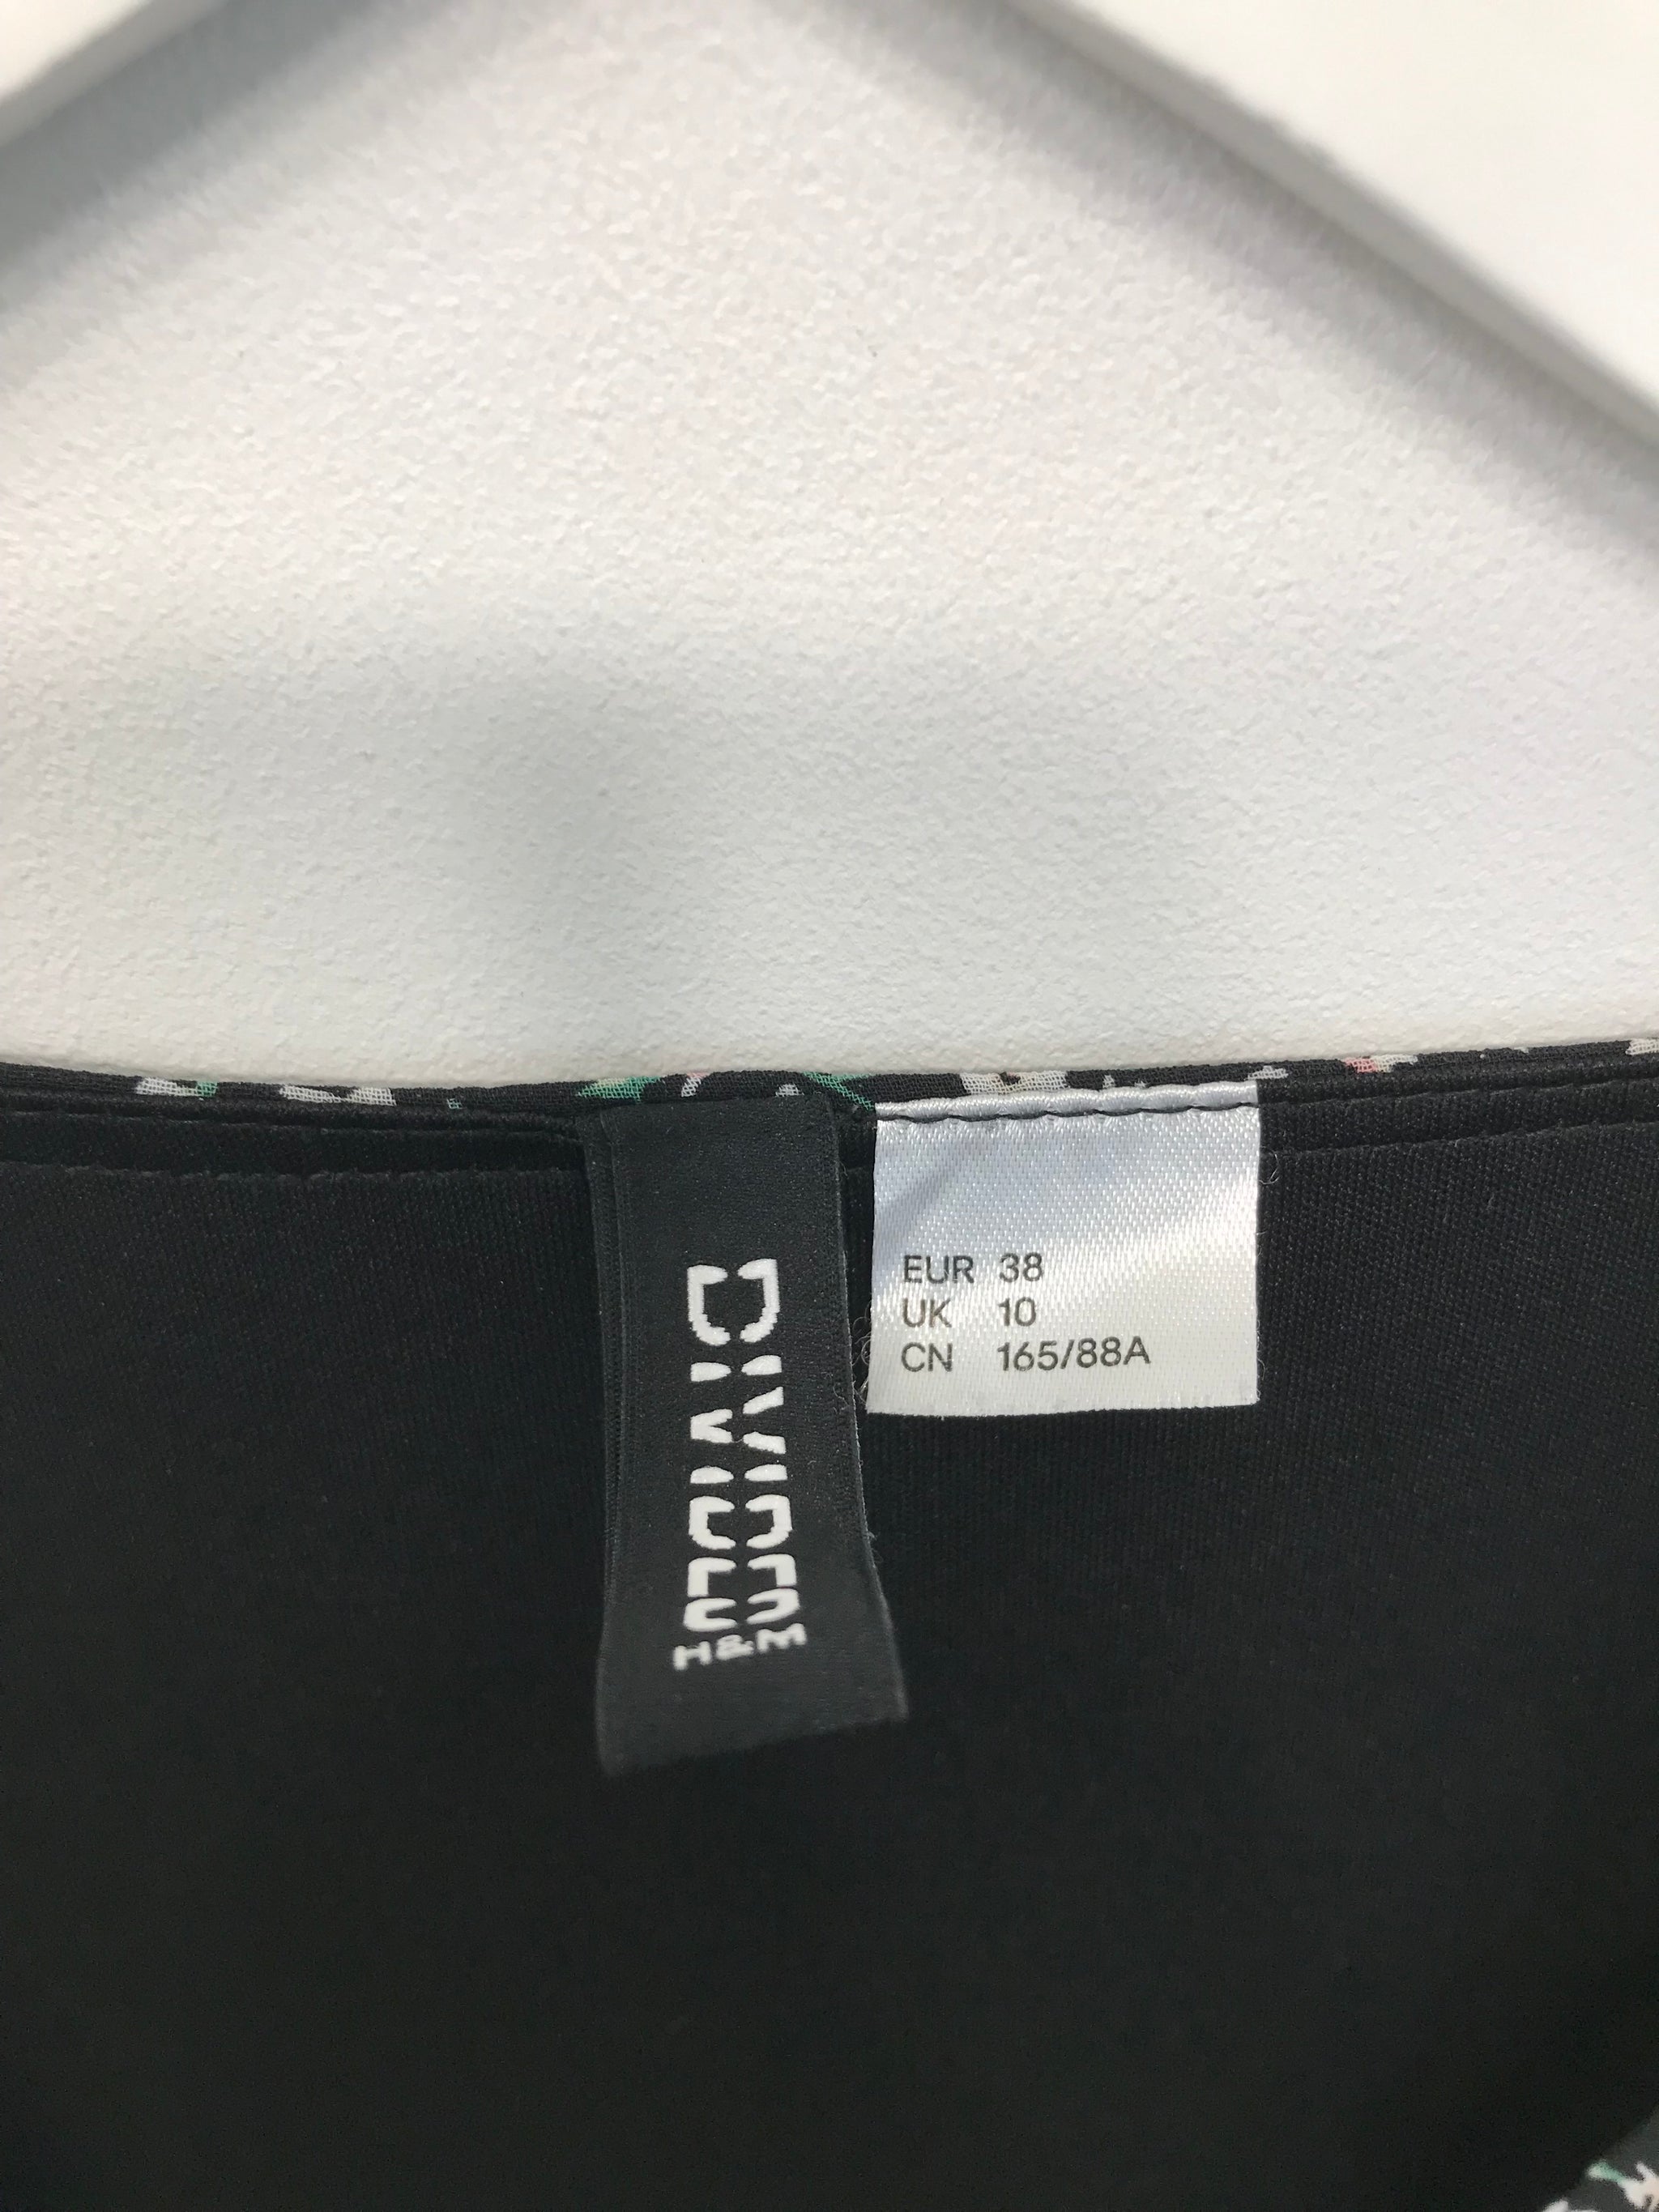 DIVIDED
H&M
EUR 38
UK 10
CN 165/88A